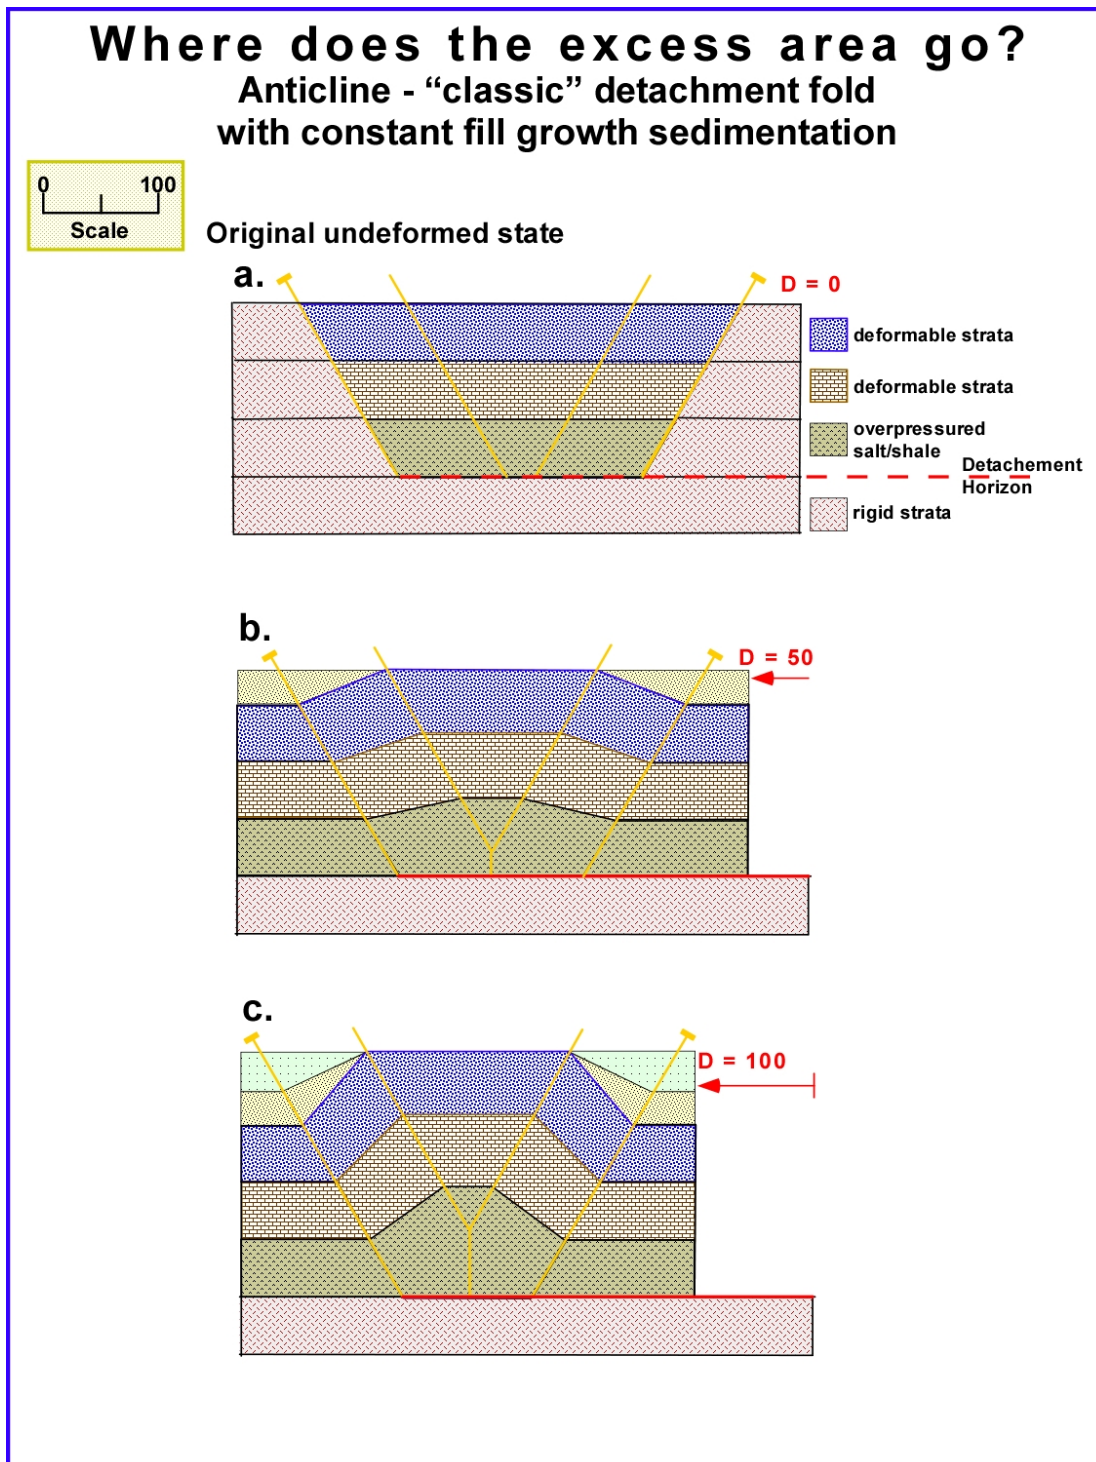 Where does the excess area go?
Anticline - “classic” detachment fold
with constant fill growth sedimentation
0 100
Scale
Original undeformed state
a.
D = 0
deformable strata
deformable strata
overpressured
salt/shale
Detachement
Horizon
rigid strata
b.
D = 50
c.
D = 100